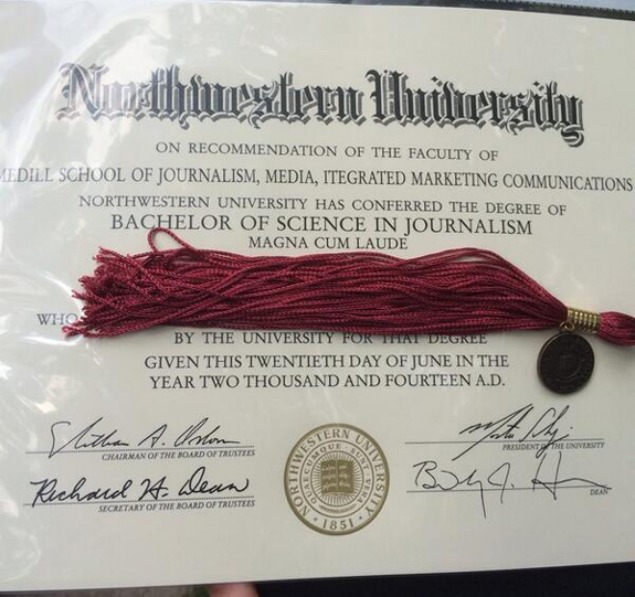 Northwestern University
ON RECOMMENDATION OF THE FACULTY OF
MEDILL SCHOOL OF JOURNALISM, MEDIA, ITEGRATED MARKETING COMMUNICATIONS
NORTHWESTERN UNIVERSITY HAS CONFERRED THE DEGREE OF
BACHELOR OF SCIENCE IN JOURNALISM
MAGNA CUM LAUDE
WHO
BY THE UNIVERSITY FOR THAT DEGREE
GIVEN THIS TWENTIETH DAY OF JUNE IN THE
YEAR TWO THOUSAND AND FOURTEEN A.D.
CHAIRMAN OF THE BOARD OF TRUSTEES
PRESIDENT OF THE UNIVERSITY
Richard H. Dean
SECRETARY OF THE BOARD OF TRUSTEES
DEAN
NORTHWESTERN UNIVERSITY
QUAECUMQUE SUNT VERA
1851